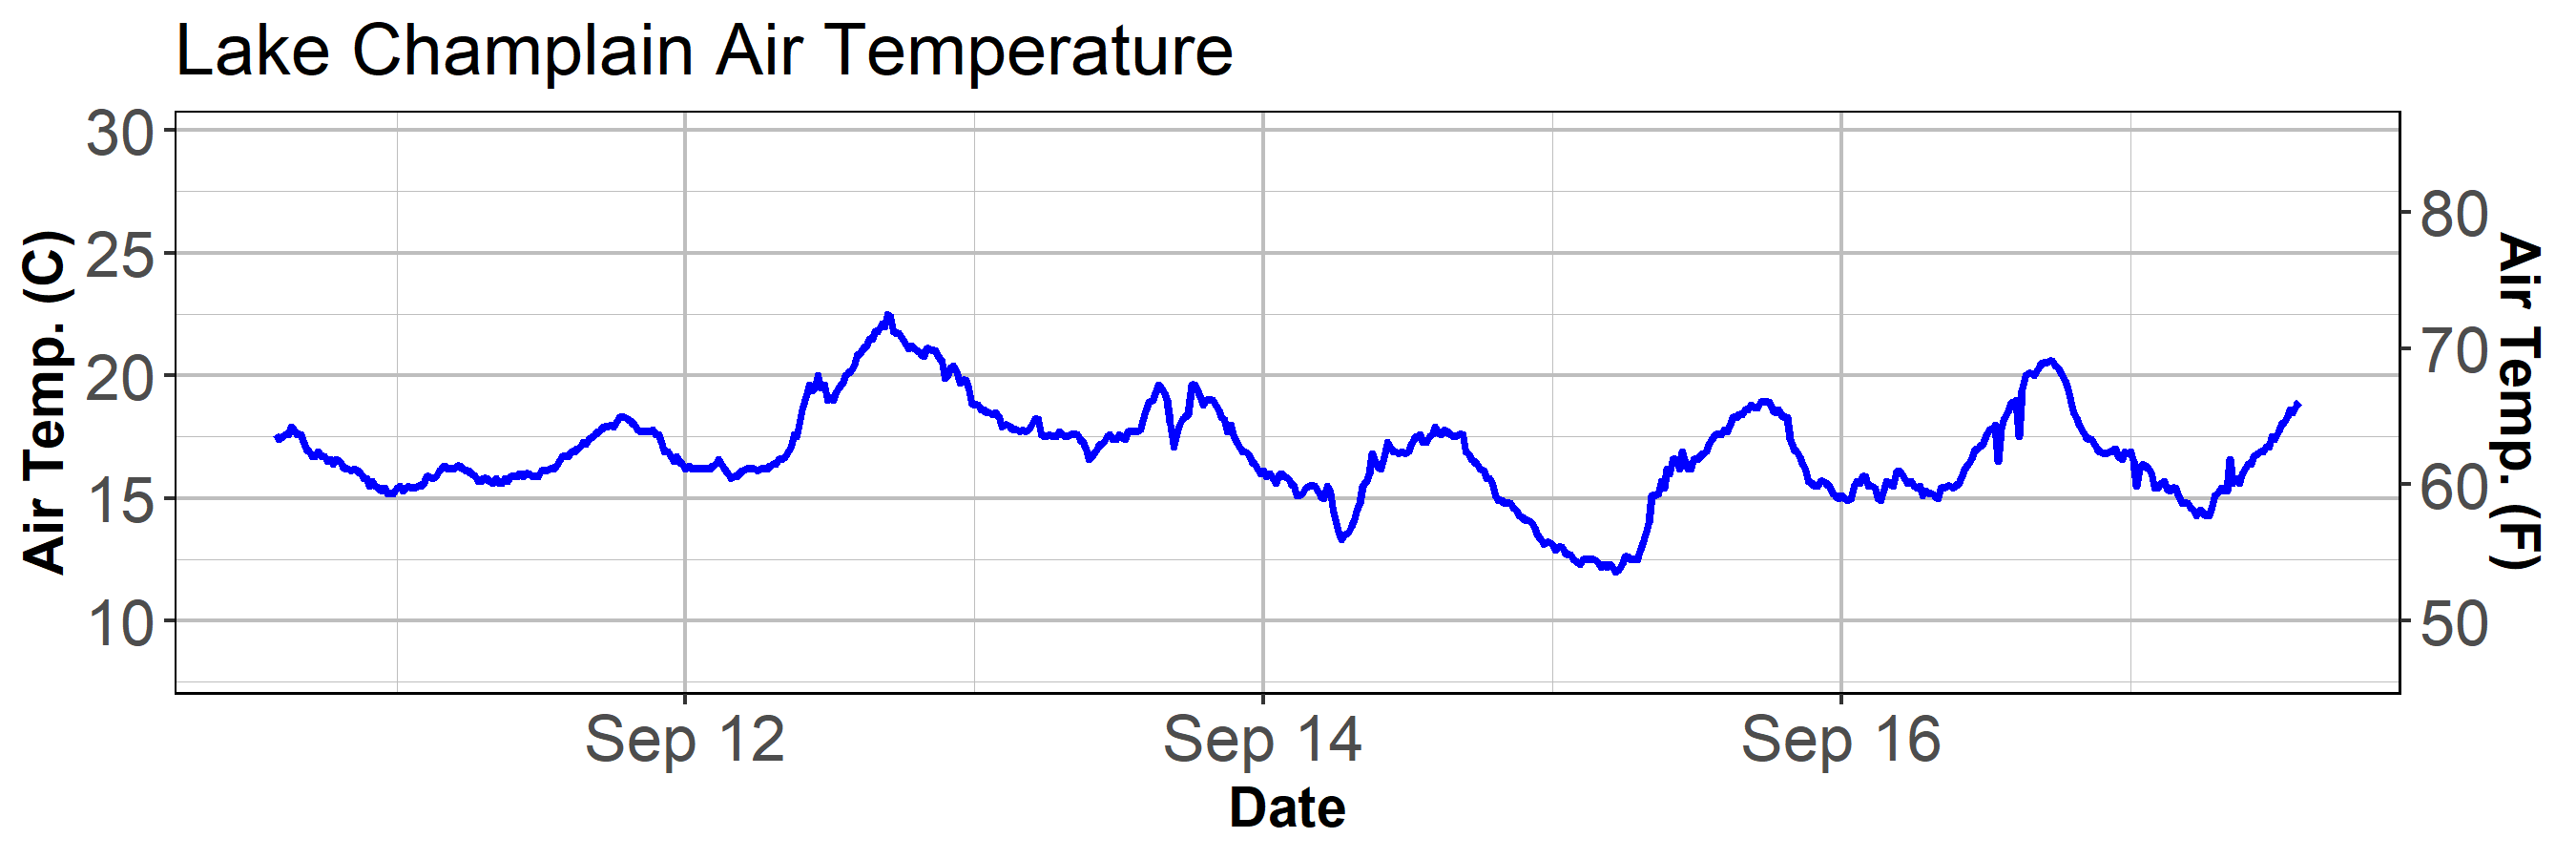 Lake Champlain Air Temperature
30
25
20
15
10
Air Temp. (C)
80
70
60
50
Air Temp. (F)
Sep 12
Sep 14
Sep 16
Date